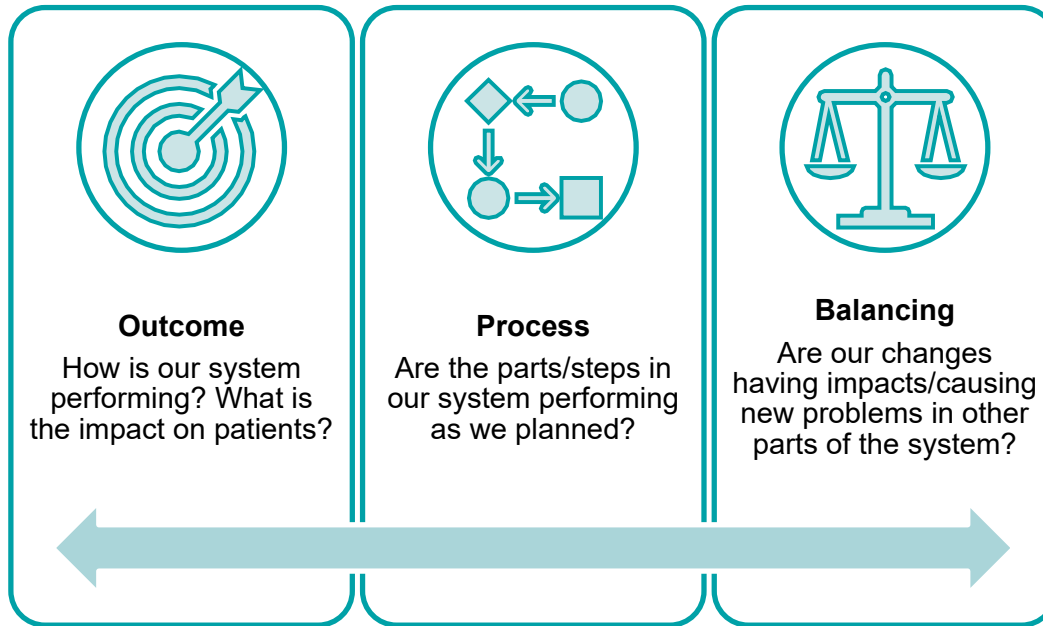 Outcome
How is our system
performing? What is
the impact on patients?
Process
Are the parts/steps in
our system performing
as we planned?
Balancing
Are our changes
having impacts/causing
new problems in other
parts of the system?